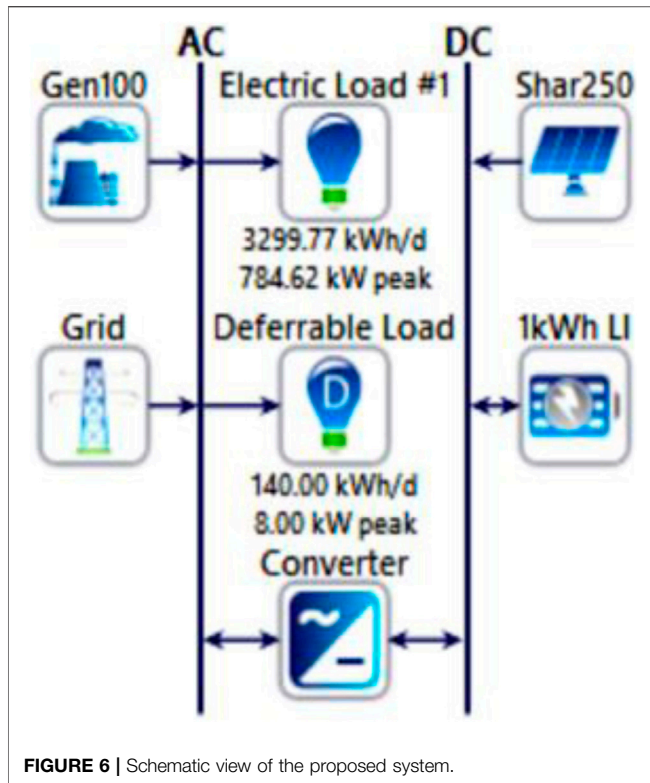 AC DC
Gen100 Electric Load #1 Shar250
3299.77 kWh/d
784.62 kW peak
Grid Deferrable Load 1kWh LI
D
140.00 kWh/d
8.00 kW peak
Converter
FIGURE 6 | Schematic view of the proposed system.